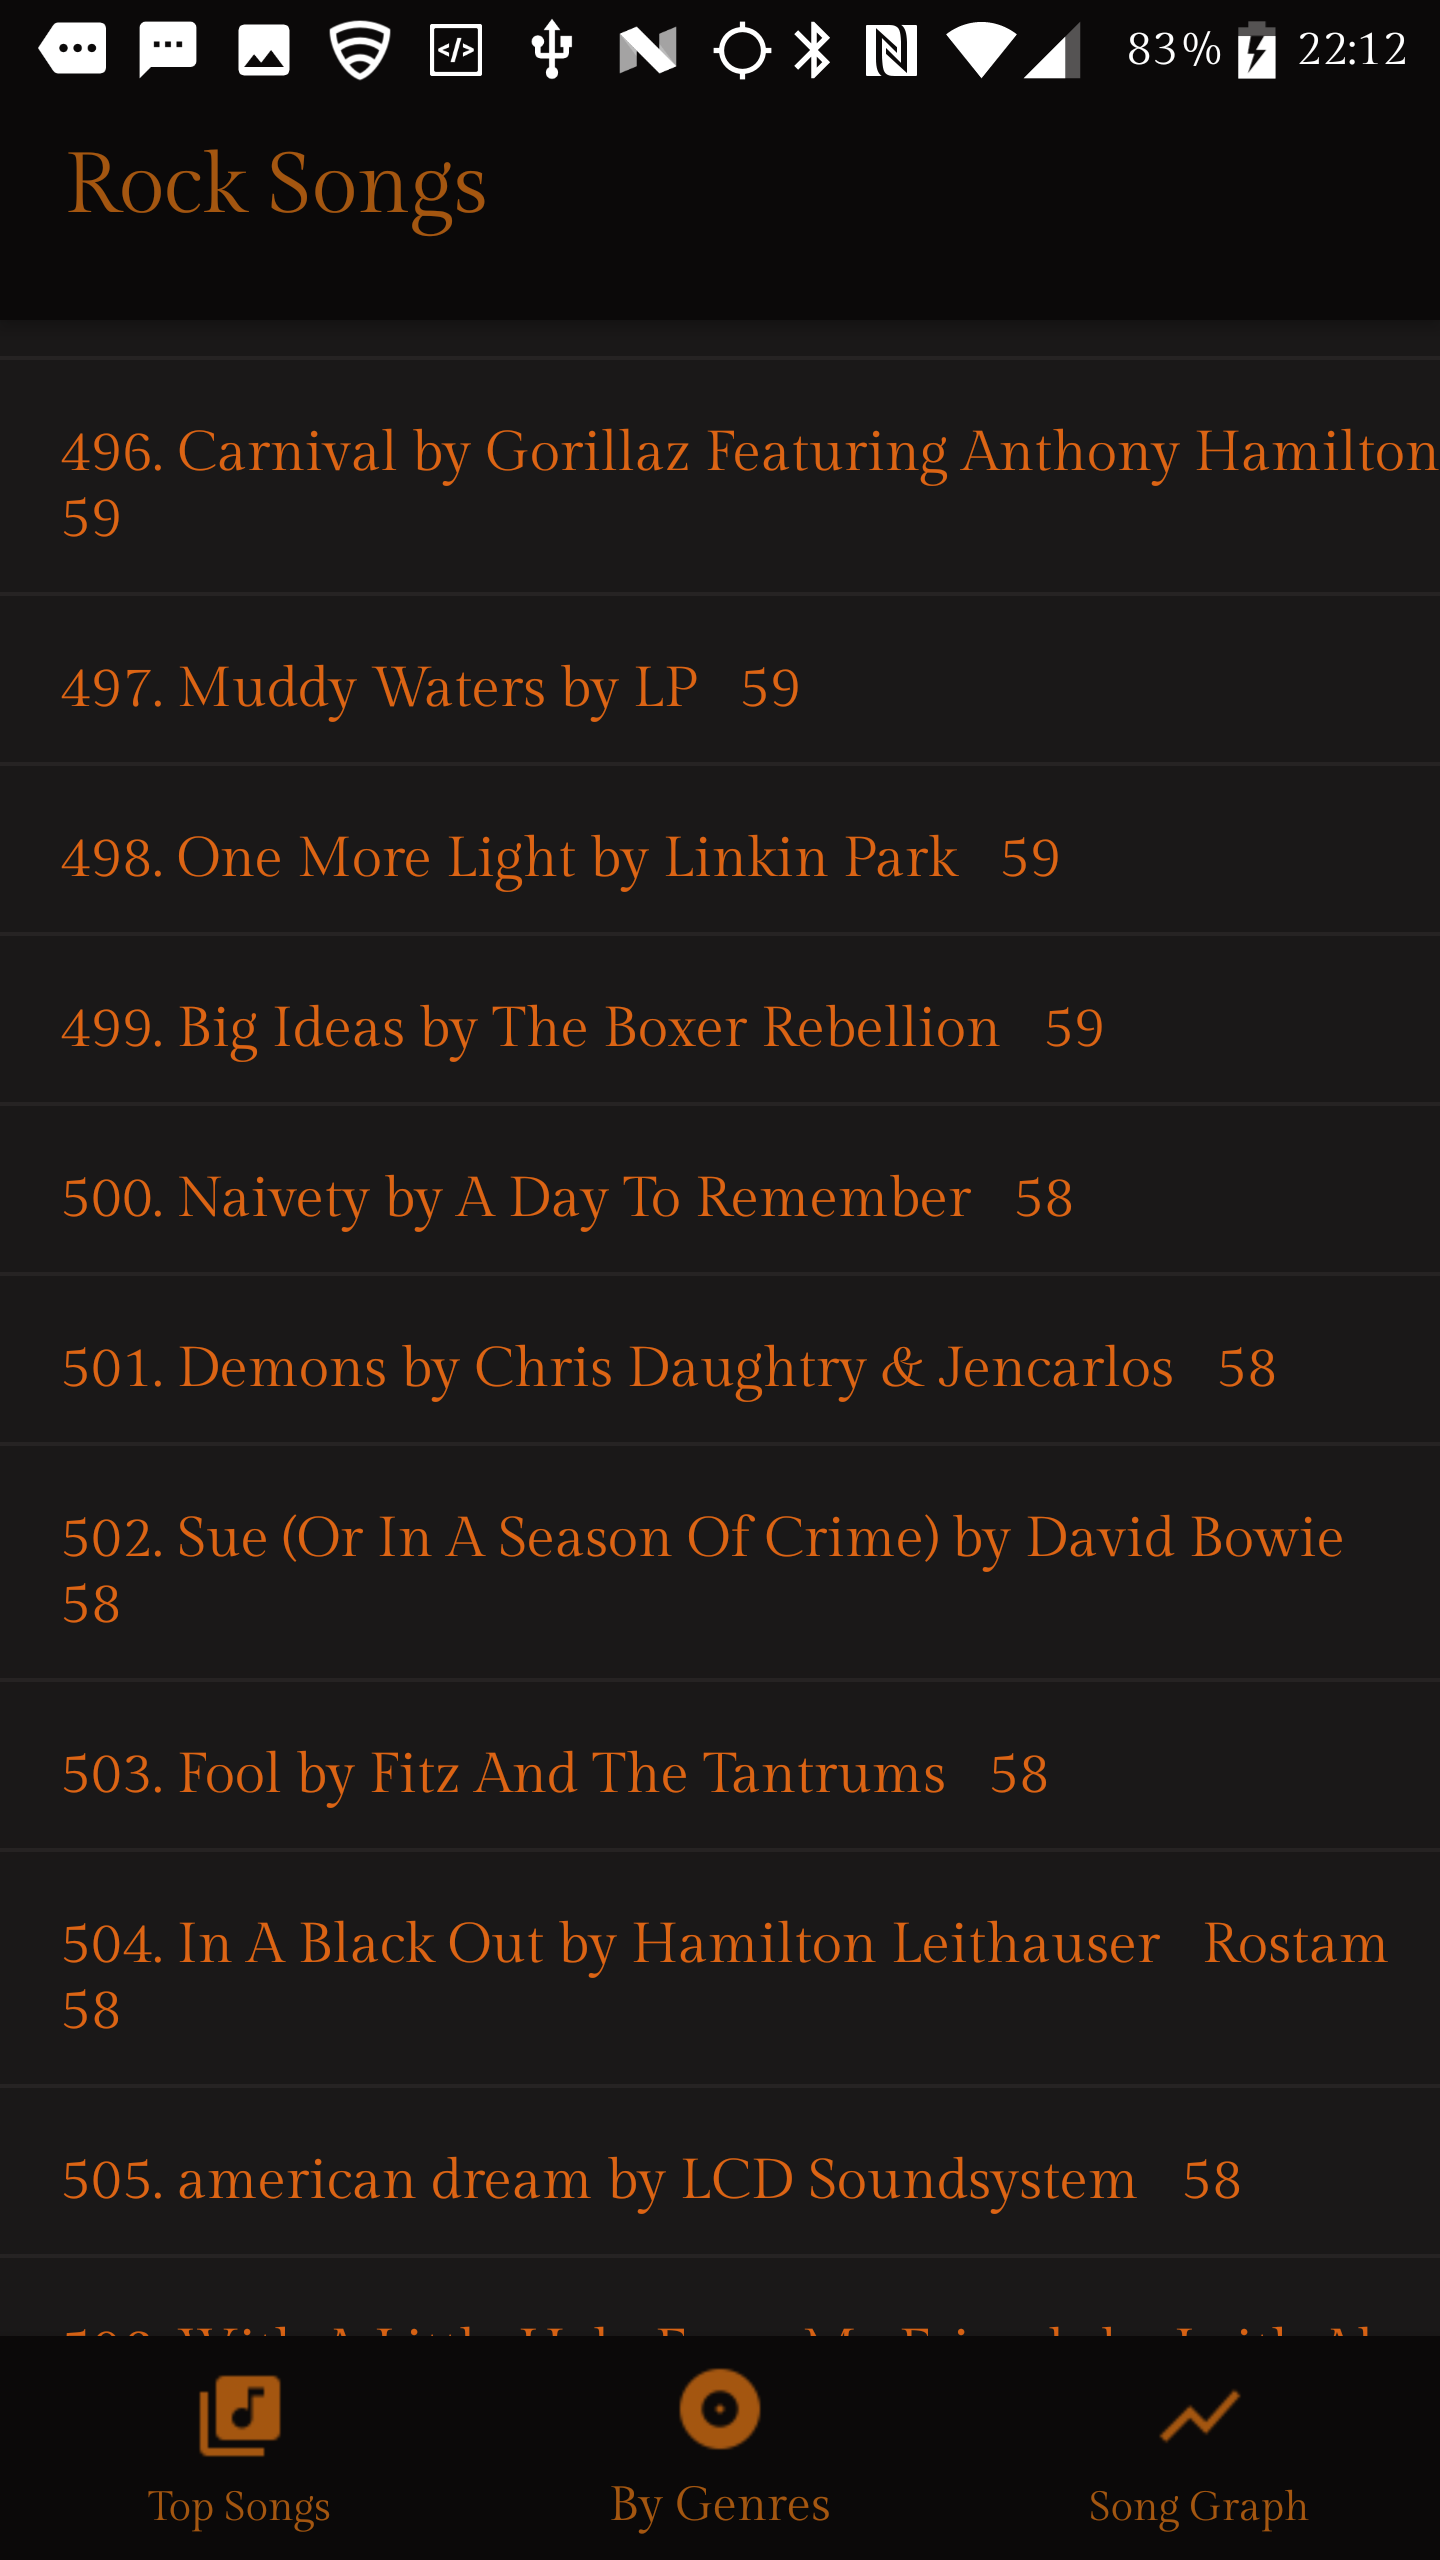 83% 22:12
Rock Songs
496. Carnival by Gorillaz Featuring Anthony Hamilton
59
497. Muddy Waters by LP 59
498. One More Light by Linkin Park 59
499. Big Ideas by The Boxer Rebellion 59
500. Naivety by A Day To Remember 58
501. Demons by Chris Daughtry & Jencarlos 58
502. Sue (Or In A Season Of Crime) by David Bowie
58
503. Fool by Fitz And The Tantrums 58
504. In A Black Out by Hamilton Leithauser Rostam
58
505. american dream by LCD Soundsystem 58
Top Songs By Genres Song Graph